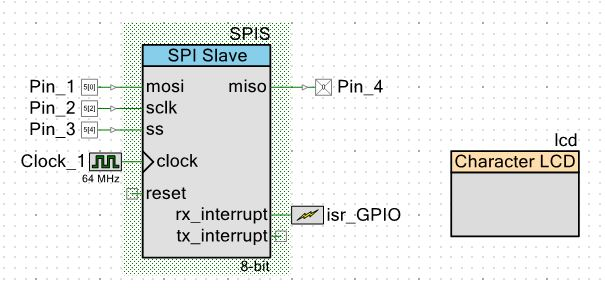 SPIS
SPI Slave
Pin_1 5[0] mosi miso Pin_4
Pin_2 5[2] sclk
Pin_3 5[4] ss
lcd
Clock_1 clock Character LCD
64 MHz
reset
rx_interrupt isr_GPIO
tx_interrupt
8-bit